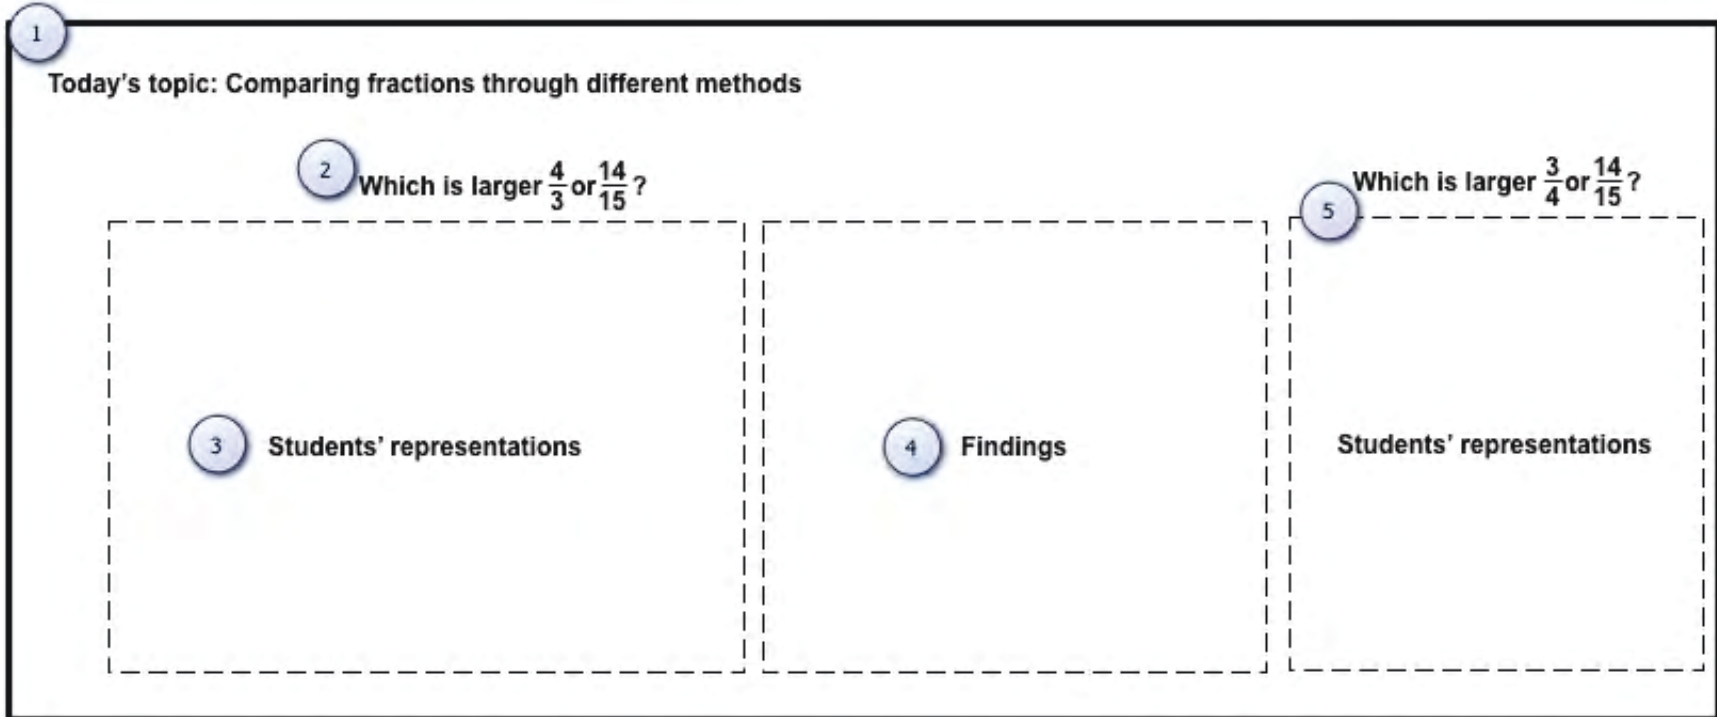 1
Today's topic: Comparing fractions through different methods
2 Which is larger 4/3 or 14/15 ?
3 Students' representations
4 Findings
5 Which is larger 3/4 or 14/15 ?
Students' representations